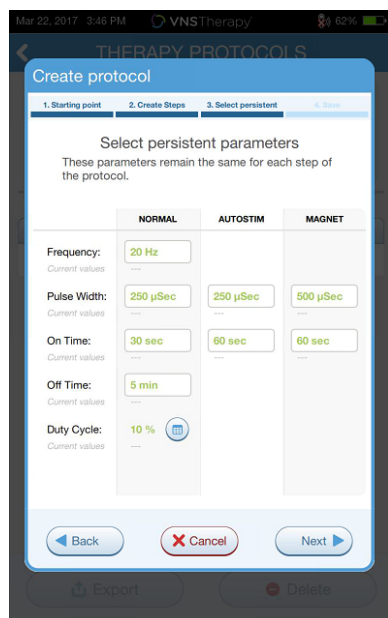 Mar 22, 2017 3:46 PM VNSTherapy 62%
THERAPY PROTOCOLS
Create protocol
1. Starting point 2. Create Steps 3. Select persistent 4. Save
Select persistent parameters
These parameters remain the same for each step of
the protocol.
NORMAL AUTOSTIM MAGNET
Frequency: 20 Hz
Current values ----
Pulse Width: 250 µSec 250 µSec 500 µSec
Current values ---- ---- ----
On Time: 30 sec 60 sec 60 sec
Current values ---- ---- ----
Off Time: 5 min
Current values ----
Duty Cycle: 10 %
Current values ----
Back Cancel Next
Export Delete